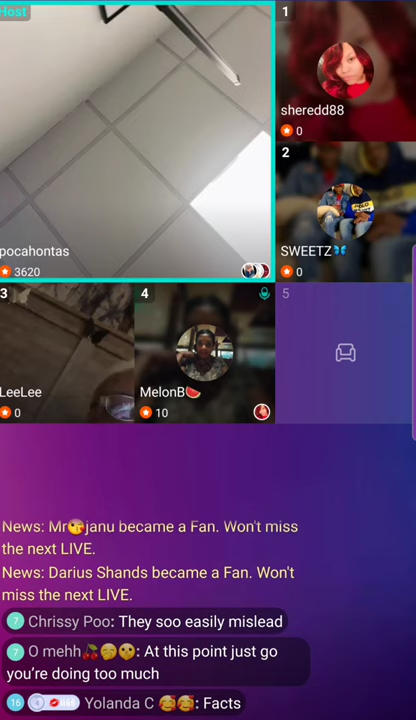 Host
1
sheredd88
0
2
SWEETZ🦋
0
pocahontas
3620
3
LeeLee
0
4
MelonB🍉
10
5
News: Mr😘janu became a Fan. Won't miss
the next LIVE.
News: Darius Shands became a Fan. Won't
miss the next LIVE.
7 Chrissy Poo: They soo easily mislead
7 O mehh🍒🤭🤫: At this point just go
you're doing too much
16 Yolanda C 🥰🥰: Facts